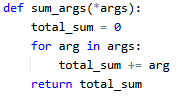 def sum_args(*args):
    total_sum = 0
    for arg in args:
        total_sum += arg
    return total_sum